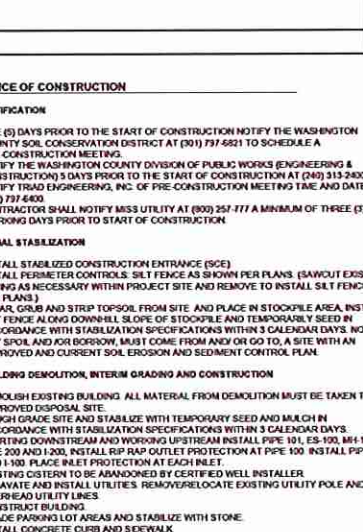 CE OF CONSTRUCTION
IFICATION
(5) DAYS PRIOR TO THE START OF CONSTRUCTION NOTIFY THE WASHINGTON
NTY SOIL CONSERVATION DISTRICT AT (301) 797-6821 TO SCHEDULE A
CONSTRUCTION MEETING.
IFY THE WASHINGTON COUNTY DIVISION OF PUBLIC WORKS (ENGINEERING &
STRUCTION) 5 DAYS PRIOR TO THE START OF CONSTRUCTION AT (240) 313-2400
IFY TRIAD ENGINEERING, INC. OF PRE-CONSTRUCTION MEETING TIME AND DATE
) 797-6400.
TRACTOR SHALL NOTIFY MISS UTILITY AT (800) 257-777 A MINIMUM OF THREE (3
RKING DAYS PRIOR TO START OF CONSTRUCTION
AL STABILIZATION
ALL STABILIZED CONSTRUCTION ENTRANCE (SCE)
ALL PERIMETER CONTROLS: SILT FENCE AS SHOWN PER PLANS. (SAWCUT EXIS
ING AS NECESSARY WITHIN PROJECT SITE AND REMOVE TO INSTALL SILT FENC
PLANS.)
AR, GRUB AND STRIP TOPSOIL FROM SITE AND PLACE IN STOCKPILE AREA, INST
FENCE ALONG DOWNHILL SLOPE OF STOCKPILE AND TEMPORARILY SEED IN
ORDANCE WITH STABILIZATION SPECIFICATIONS WITHIN 3 CALENDAR DAYS. NO
SPOIL AND/OR BORROW, MUST COME FROM AND/ OR GO TO, A SITE WITH AN
ROVED AND CURRENT SOIL EROSION AND SEDIMENT CONTROL PLAN.
LDING DEMOLITION, INTERIM GRADING AND CONSTRUCTION
OLISH EXISTING BUILDING. ALL MATERIAL FROM DEMOLITION MUST BE TAKEN T
ROVED DISPOSAL SITE.
GH GRADE SITE AND STABILIZE WITH TEMPORARY SEED AND MULCH IN
ORDANCE WITH STABILIZATION SPECIFICATIONS WITHIN 3 CALENDAR DAYS.
RTING DOWNSTREAM AND WORKING UPSTREAM INSTALL PIPE 101, ES-100, MH-1
200 AND I-200, INSTALL RIP RAP OUTLET PROTECTION AT PIPE 100 INSTALL PIP
I-100. PLACE INLET PROTECTION AT EACH INLET.
STING CISTERN TO BE ABANDONED BY CERTIFIED WELL INSTALLER
AVATE AND INSTALL UTILITIES. REMOVE/RELOCATE EXISTING UTILITY POLE AND
RHEAD UTILITY LINES
STRUCT BUILDING.
DE PARKING LOT AREAS AND STABILIZE WITH STONE.
TALL CONCRETE CURB AND SIDEWALK